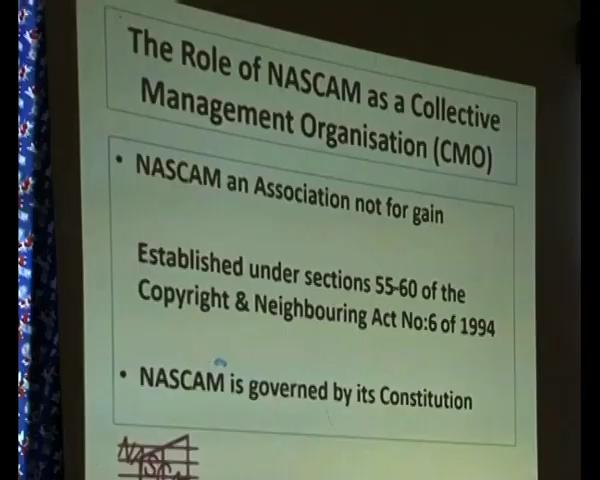 The Role of NASCAM as a Collective
Management Organisation (CMO)
• NASCAM an Association not for gain
Established under sections 55-60 of the
Copyright & Neighbouring Act No:6 of 1994
• NASCAM is governed by its Constitution